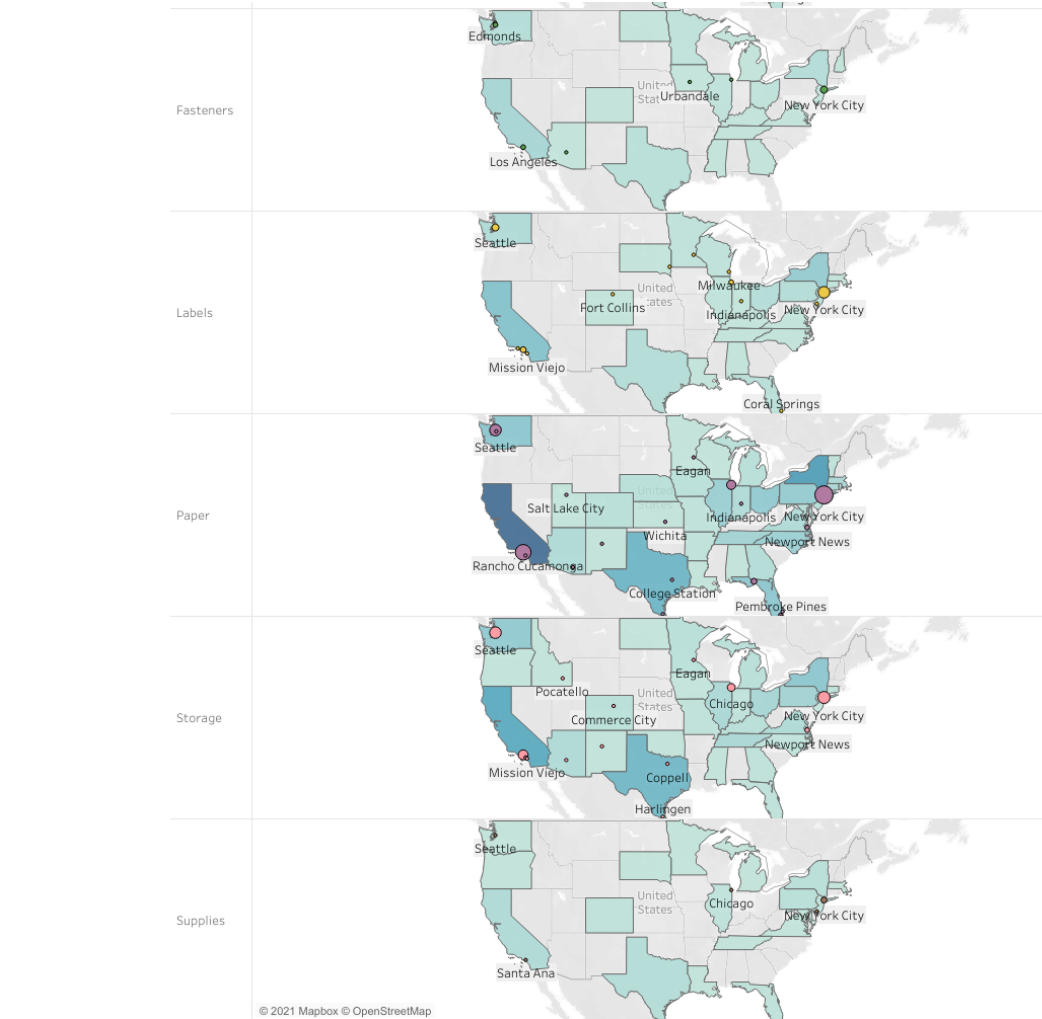 Fasteners
Edmonds
United
Urbandale
New York City
Los Angeles
Labels
Seattle
United
Milwaukee
Fort Collins
Indianapolis
New York City
Mission Viejo
Coral Springs
Paper
Seattle
Eagan
United
States
Salt Lake City
Indianapolis
New York City
Wichita
Newport News
Rancho Cucamonga
College Station
Pembroke Pines
Storage
Seattle
Eagan
Pocatello
United
States
Chicago
Commerce City
New York City
Newport News
Mission Viejo
Coppell
Harlingen
Supplies
Seattle
United
States
Chicago
New York City
Santa Ana
© 2021 Mapbox © OpenStreetMap